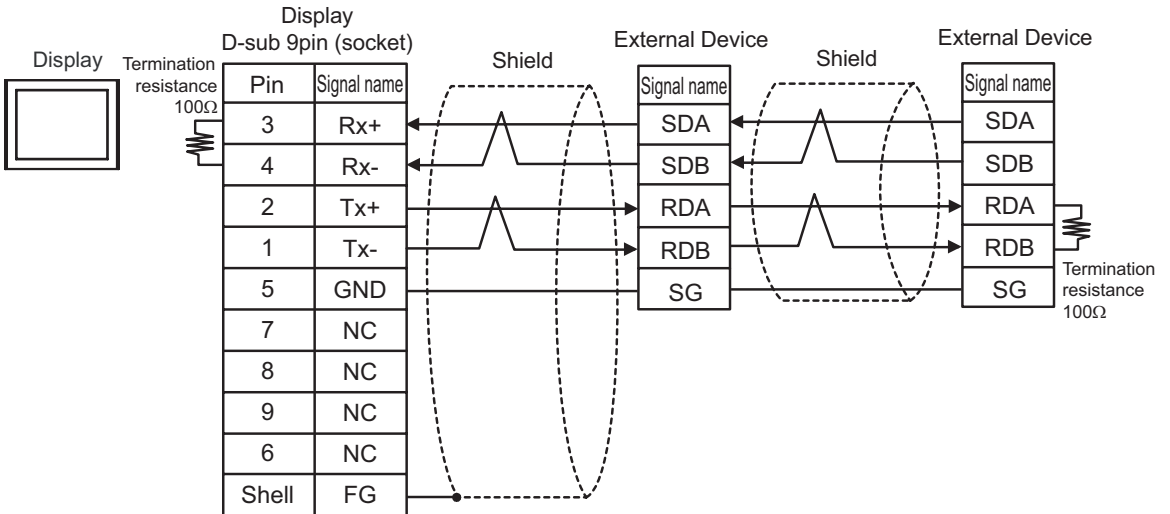 Display
D-sub 9pin (socket)
Display
Termination
resistance
100Ω
Shield
External Device
Shield
External Device
Pin Signal name
3 Rx+
4 Rx-
2 Tx+
1 Tx-
5 GND
7 NC
8 NC
9 NC
6 NC
Shell FG
Signal name
SDA
SDB
RDA
RDB
SG
Signal name
SDA
SDB
RDA
RDB
SG
Termination
resistance
100Ω